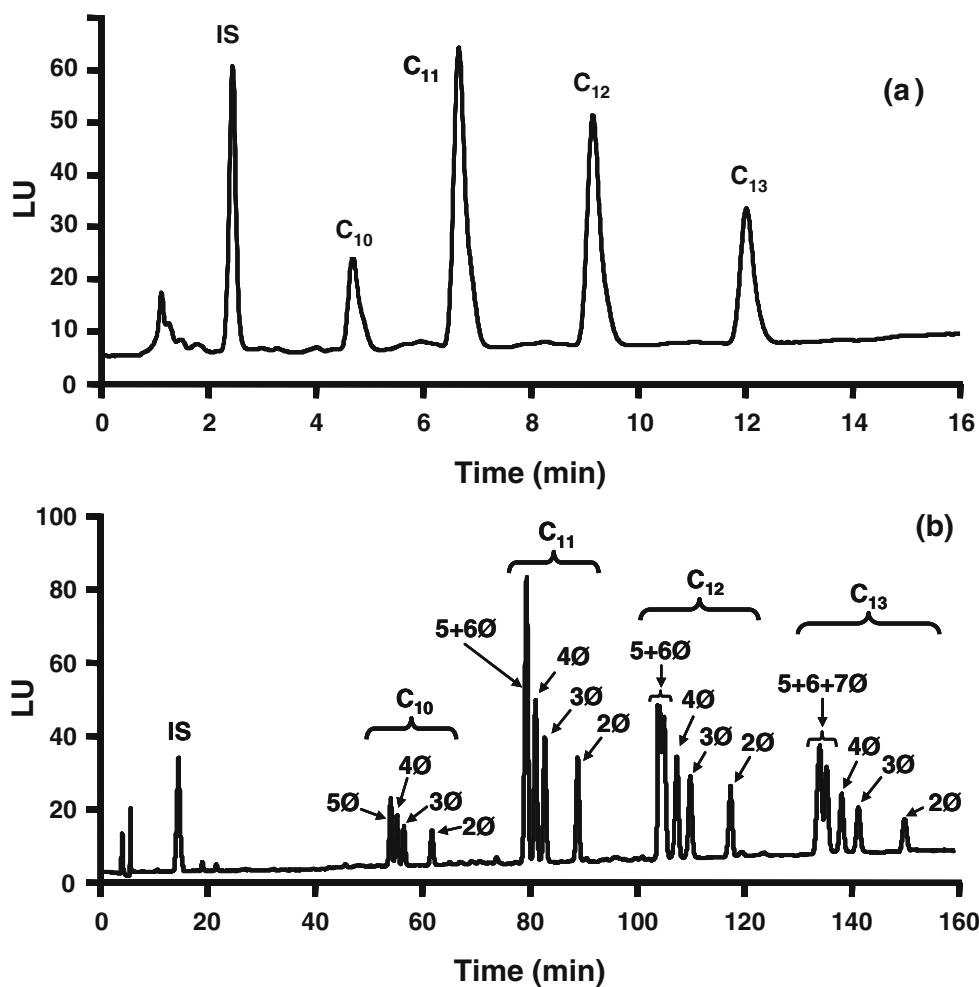 (a)
LU
60
50
40
30
20
10
0
IS
C₁₀
C₁₁
C₁₂
C₁₃
0 2 4 6 8 10 12 14 16
Time (min)
(b)
LU
100
80
60
40
20
0
IS
C₁₀
5Ø
4Ø
3Ø
2Ø
C₁₁
5+6Ø
4Ø
3Ø
2Ø
C₁₂
5+6Ø
4Ø
3Ø
2Ø
C₁₃
5+6+7Ø
4Ø
3Ø
2Ø
0 20 40 60 80 100 120 140 160
Time (min)